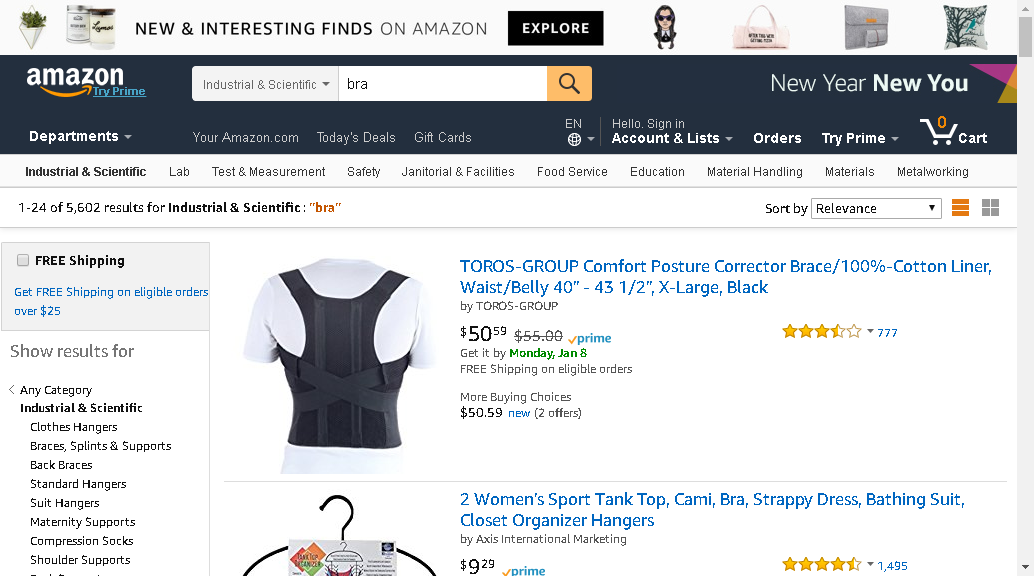 NEW & INTERESTING FINDS ON AMAZON EXPLORE
amazon
Try Prime
Industrial & Scientific bra
New Year New You
Departments
Your Amazon.com Today's Deals Gift Cards
EN
Hello. Sign in
Account & Lists Orders Try Prime 0 Cart
Industrial & Scientific Lab Test & Measurement Safety Janitorial & Facilities Food Service Education Material Handling Materials Metalworking
1-24 of 5,602 results for Industrial & Scientific : "bra"
Sort by Relevance
FREE Shipping
Get FREE Shipping on eligible orders
over $25
Show results for
Any Category
Industrial & Scientific
Clothes Hangers
Braces, Splints & Supports
Back Braces
Standard Hangers
Suit Hangers
Maternity Supports
Compression Socks
Shoulder Supports
TOROS-GROUP Comfort Posture Corrector Brace/100%-Cotton Liner,
Waist/Belly 40" - 43 1/2", X-Large, Black
by TOROS-GROUP
$50 59 $55.00 prime
777
Get it by Monday, Jan 8
FREE Shipping on eligible orders
More Buying Choices
$50.59 new (2 offers)
2 Women's Sport Tank Top, Cami, Bra, Strappy Dress, Bathing Suit,
Closet Organizer Hangers
by Axis International Marketing
$9 29 prime
1,495